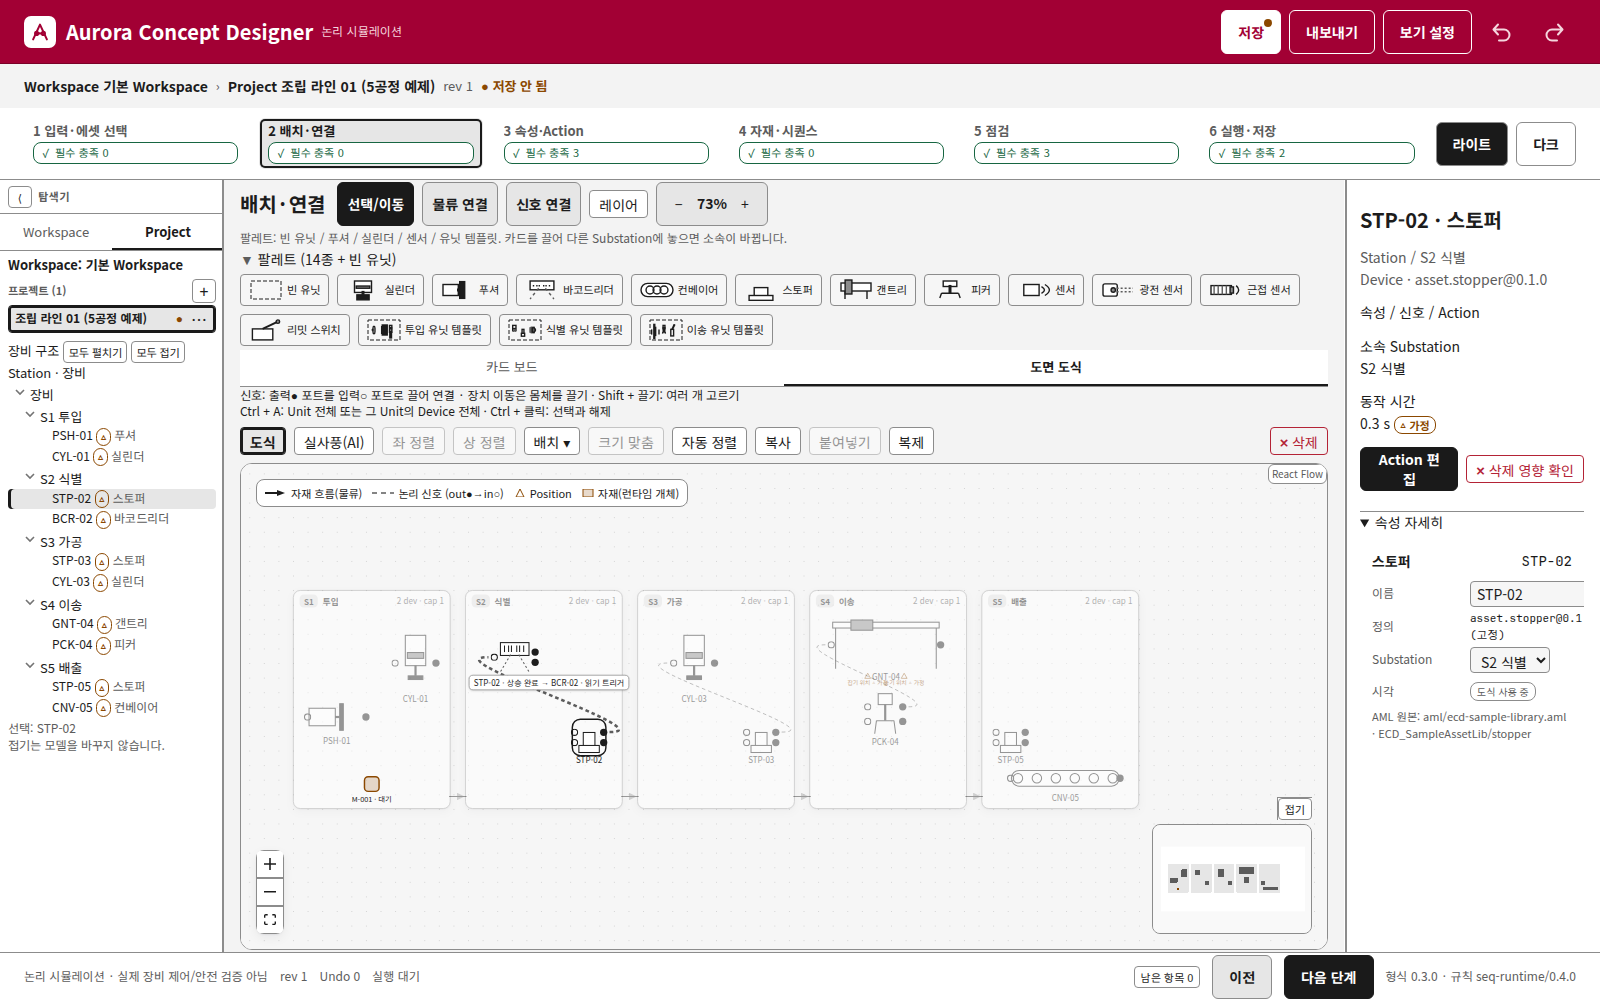 Aurora Concept Designer 논리 시뮬레이션
저장 내보내기 보기 설정
Workspace 기본 Workspace › Project 조립 라인 01 (5공정 예제) rev 1 ● 저장 안 됨
1 입력·에셋 선택
✓ 필수 충족 0
2 배치·연결
✓ 필수 충족 0
3 속성·Action
✓ 필수 충족 3
4 자재·시퀀스
✓ 필수 충족 0
5 점검
✓ 필수 충족 3
6 실행·저장
✓ 필수 충족 2
라이트 다크
⟨ 탐색기
Workspace Project
Workspace: 기본 Workspace
프로젝트 (1) +
조립 라인 01 (5공정 예제) ● ···
장비 구조 모두 펼치기 모두 접기
Station · 장비
장비
S1 투입
PSH-01 △ 푸셔
CYL-01 △ 실린더
S2 식별
STP-02 △ 스토퍼
BCR-02 △ 바코드리더
S3 가공
STP-03 △ 스토퍼
CYL-03 △ 실린더
S4 이송
GNT-04 △ 갠트리
PCK-04 △ 피커
S5 배출
STP-05 △ 스토퍼
CNV-05 △ 컨베이어
선택: STP-02
접기는 모델을 바꾸지 않습니다.
배치·연결 선택/이동 물류 연결 신호 연결 레이어 − 73% +
팔레트: 빈 유닛 / 푸셔 / 실린더 / 센서 / 유닛 템플릿. 카드를 끌어 다른 Substation에 놓으면 소속이 바뀝니다.
▼ 팔레트 (14종 + 빈 유닛)
빈 유닛 실린더 푸셔 바코드리더 컨베이어 스토퍼 갠트리 피커 센서 광전 센서 근접 센서
리밋 스위치 투입 유닛 템플릿 식별 유닛 템플릿 이송 유닛 템플릿
카드 보드 도면 도식
신호: 출력● 포트를 입력○ 포트로 끌어 연결 · 장치 이동은 몸체를 끌기 · Shift + 끌기: 여러 개 고르기
Ctrl + A: Unit 전체 또는 그 Unit의 Device 전체 · Ctrl + 클릭: 선택과 해제
도식 실사풍(AI) 좌 정렬 상 정렬 배치 ▾ 크기 맞춤 자동 정렬 복사 붙여넣기 복제 × 삭제
React Flow
자재 흐름(물류) 논리 신호 (out●→in○) △ Position 자재(런타임 개체)
S1 투입 2 dev · cap 1
CYL-01
PSH-01
M-001 · 대기
S2 식별 2 dev · cap 1
STP-02 · 상승 완료 → BCR-02 · 읽기 트리거
STP-02
S3 가공 2 dev · cap 1
CYL-03
STP-03
S4 이송 2 dev · cap 1
GNT-04
PCK-04
S5 배출 2 dev · cap 1
STP-05
CNV-05
접기
STP-02 · 스토퍼
Station / S2 식별
Device · asset.stopper@0.1.0
속성 / 신호 / Action
소속 Substation
S2 식별
동작 시간
0.3 s △ 가정
Action 편
집
× 삭제 영향 확인
▼ 속성 자세히
스토퍼 STP-02
이름 STP-02
정의 asset.stopper@0.1
(고정)
Substation S2 식별
시각 도식 사용 중
AML 원본: aml/ecd-sample-library.aml
· ECD_SampleAssetLib/stopper
논리 시뮬레이션 · 실제 장비 제어/안전 검증 아님 rev 1 Undo 0 실행 대기
남은 항목 0 이전 다음 단계 형식 0.3.0 · 규칙 seq-runtime/0.4.0